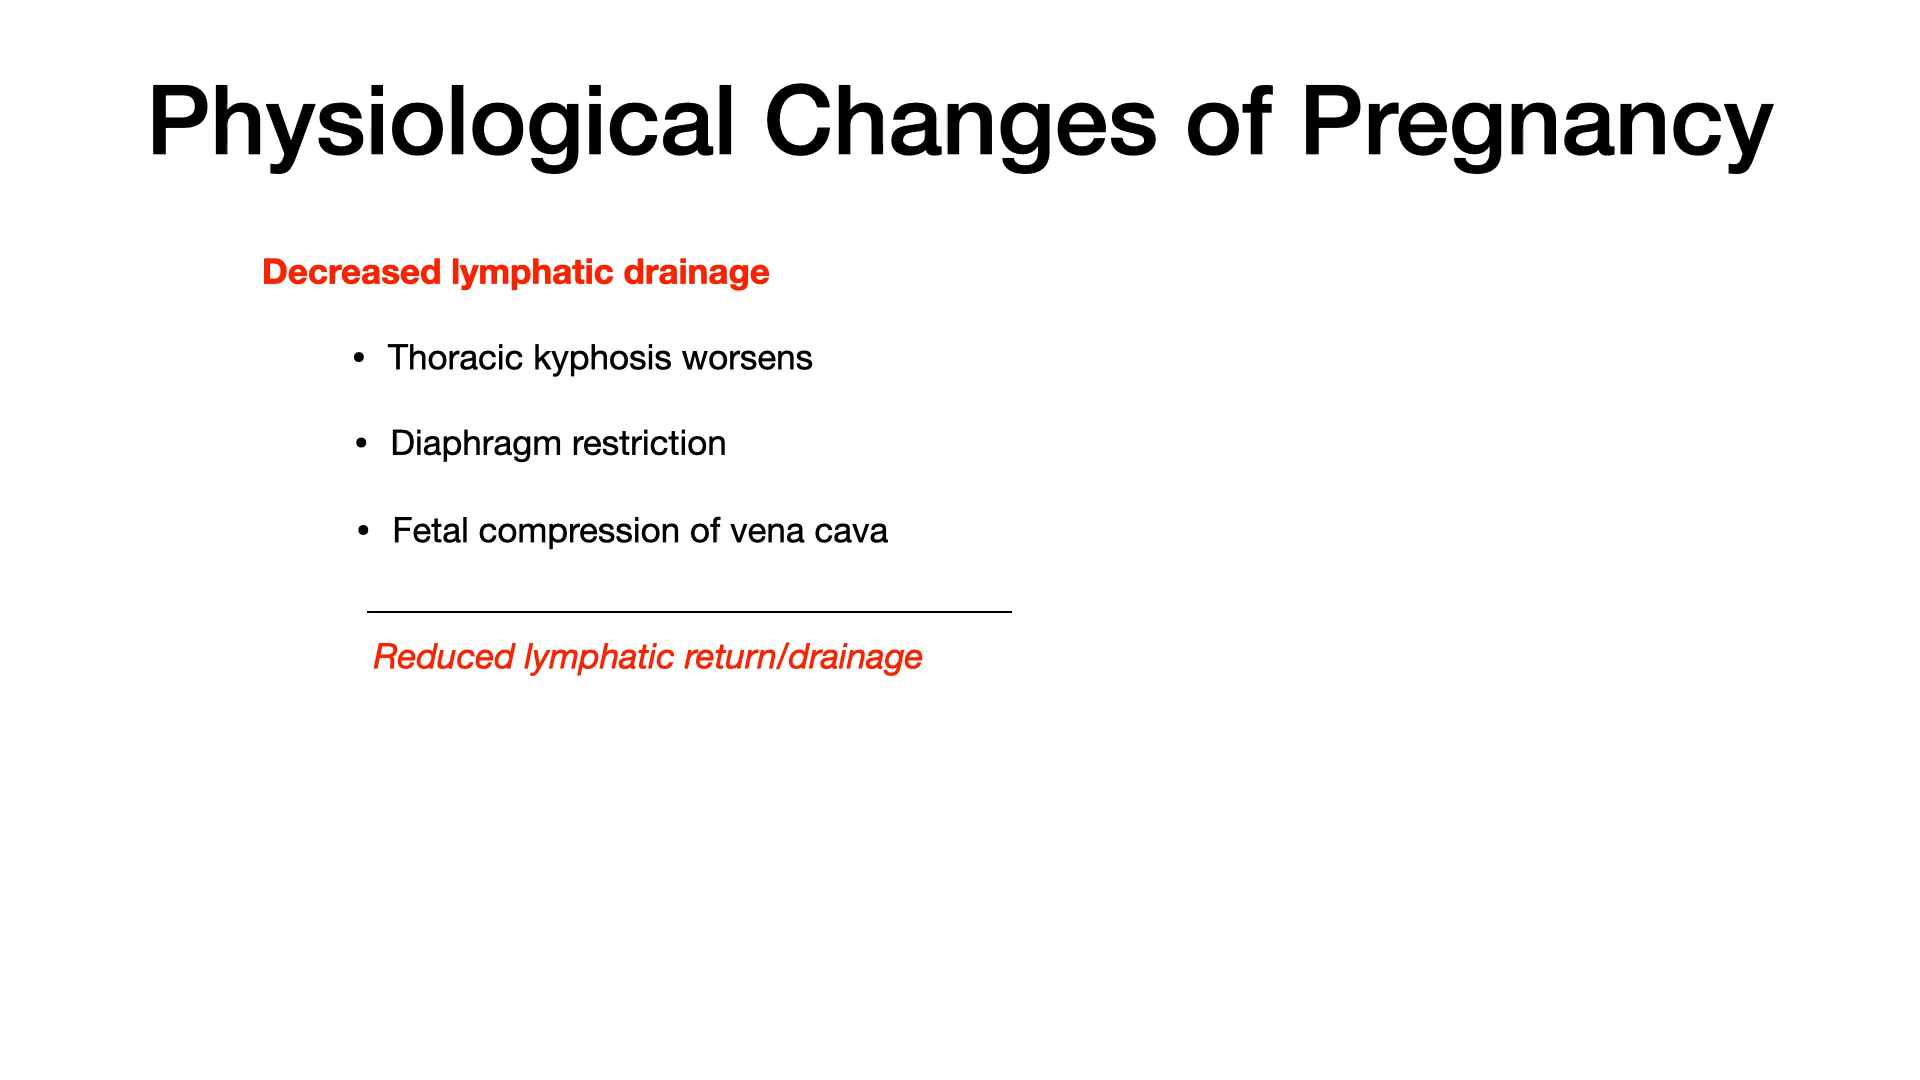 Physiological Changes of Pregnancy
Decreased lymphatic drainage
• Thoracic kyphosis worsens
• Diaphragm restriction
• Fetal compression of vena cava
Reduced lymphatic return/drainage